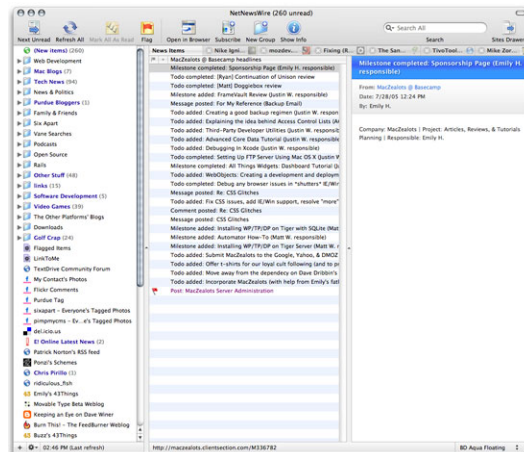 NetNewsWire (260 unread)
Next Unread Refresh All Mark All As Read Flag Open in Browser Subscribe New Group Show Info Search Sites Drawer
Search All
News Items Nike Igni... mozdev... Fixing (R... The San... TivoTool... Mike Zor...
(New items) (260)
Web Development
Mac Blogs (7)
Tech News (94)
News & Politics
Purdue Bloggers (1)
Family & Friends
Six Apart
Vane Searches
Podcasts
Open Source
Rails
Other Stuff (48)
links (15)
Software Development (5)
Video Games (39)
The Other Platforms' Blogs
Downloads
Golf Crap (24)
Flagged Items
LinkToMe
TextDrive Community Forum
My Contact's Photos
Flickr Comments
Purdue Tag
sixapart – Everyone's Tagged Photos
pimpmycms – Ev...e's Tagged Photos
del.icio.us
E! Online Latest News (2)
Patrick Norton's RSS feed
Ponzi's Schemes
Chris Pirillo (1)
ridiculous_fish
Emily's 43Things
Movable Type Beta Weblog
Keeping an Eye on Dave Winer
Burn This! – The FeedBurner Weblog
Buzz's 43Things
MacZealots @ Basecamp headlines
Milestone completed: Sponsorship Page (Emily H. responsible)
Todo completed: [Ryan] Continuation of Unison review
Todo completed: [Matt] Doggiebox review
Milestone added: FrameVault Review (Justin W. responsible)
Message posted: For My Reference (Backup Email)
Todo added: Creating a good backup regimen (Justin W. respon
Todo added: Explaining the idea behind Access Control Lists (A
Todo added: Third-Party Developer Utilities (Justin W. responsib
Todo added: Advanced Core Data Tutorial (Justin W. responsible)
Todo added: Debugging in Xcode (Justin W. responsible)
Todo completed: Setting Up FTP Server Using Mac OS X (Justin W
Milestone completed: All Things Widgets: Dashboard Tutorial (J
Todo added: WebObjects: Creating a development and deploym
Todo completed: Debug any browser issues in *shutters* IE/Win
Message posted: Re: CSS Glitches
Todo added: Fix CSS issues, add IE/Win support, resolve "more"
Comment posted: Re: CSS Glitches
Message posted: CSS Glitches
Milestone added: Installing WP/TP/DP on Tiger with SQLite (Mat
Milestone added: Automator How-To (Matt W. responsible)
Milestone added: Installing WP/TP/DP on Tiger Server (Matt W. r
Todo added: Submit MacZealots to the Google, Yahoo, & DMOZ
Todo added: Offer t-shirts for our loyal cult following (and to p
Todo added: Move away from the dependency on Dave Dribin's
Todo added: Incorporate MacZealots (with help from Emily's fat
Post: MacZealots Server Administration
Milestone completed: Sponsorship Page (Emily H. responsible)
From: MacZealots @ Basecamp
Date: 7/28/05 12:24 PM
By: Emily H.
Company: MacZealots | Project: Articles, Reviews, & Tutorials
Planning | Responsible: Emily H.
02:46 PM (Last refresh)
http://maczealots.clientsection.com/M336782
BD Aqua Floating